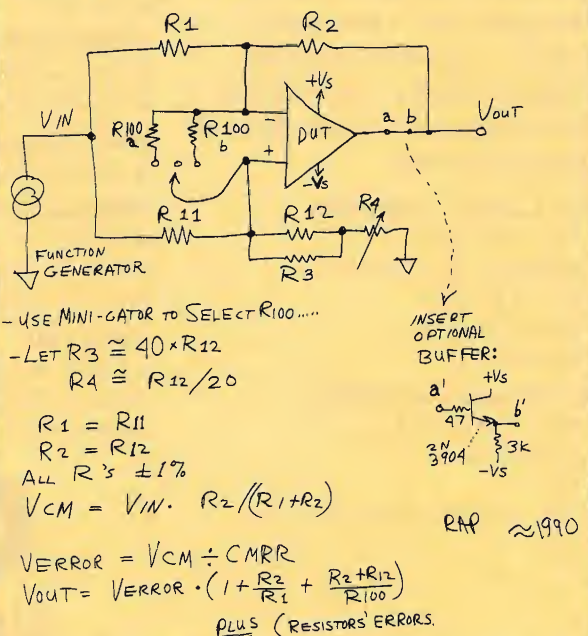 R1
R2
+Vs
VIN
R100 a
R100 b
-
+
DUT
-Vs
a b
VOUT
R11
R12
R4
R3
FUNCTION
GENERATOR
- USE MINI-GATOR TO SELECT R100.....
- LET R3 ≅ 40 × R12
R4 ≅ R12/20
R1 = R11
R2 = R12
ALL R'S ±1%
VCM = VIN · R2/(R1+R2)
VERROR = VCM ÷ CMRR
VOUT = VERROR · (1 + R2/R1 + R2+R12/R100)
PLUS (RESISTORS' ERRORS.
INSERT
OPTIONAL
BUFFER:
+Vs
a'
b'
47
2N
3904
3K
-Vs
RAP ≈1990